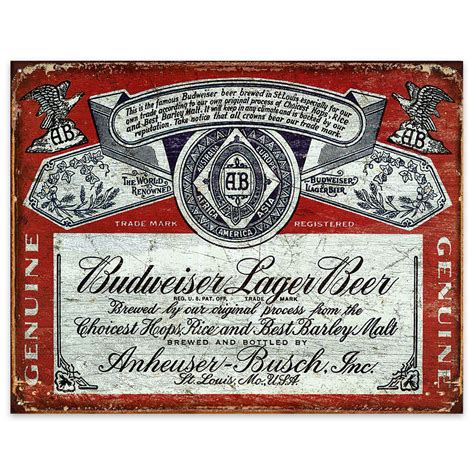 This is the famous Budweiser beer brewed in St. Louis especially for our
own trade according to our own original process of Choicest Hops, Rice
and Best Barley Malt. It will keep in any climate and is backed by our
reputation. Take notice that all crowns bear our trade mark.
AB
AB
THE WORLD RENOWNED
AB
BUDWEISER LAGER BEER
AFRICA
ASIA
AMERICA
TRADE MARK
REGISTERED
GENUINE
GENUINE
Budweiser Lager Beer
REG. U. S. PAT. OFF. TRADE MARK
Brewed by our original process from the
Choicest Hops, Rice and Best Barley Malt
BREWED AND BOTTLED BY
Anheuser-Busch, Inc.
St. Louis, Mo., U.S.A.